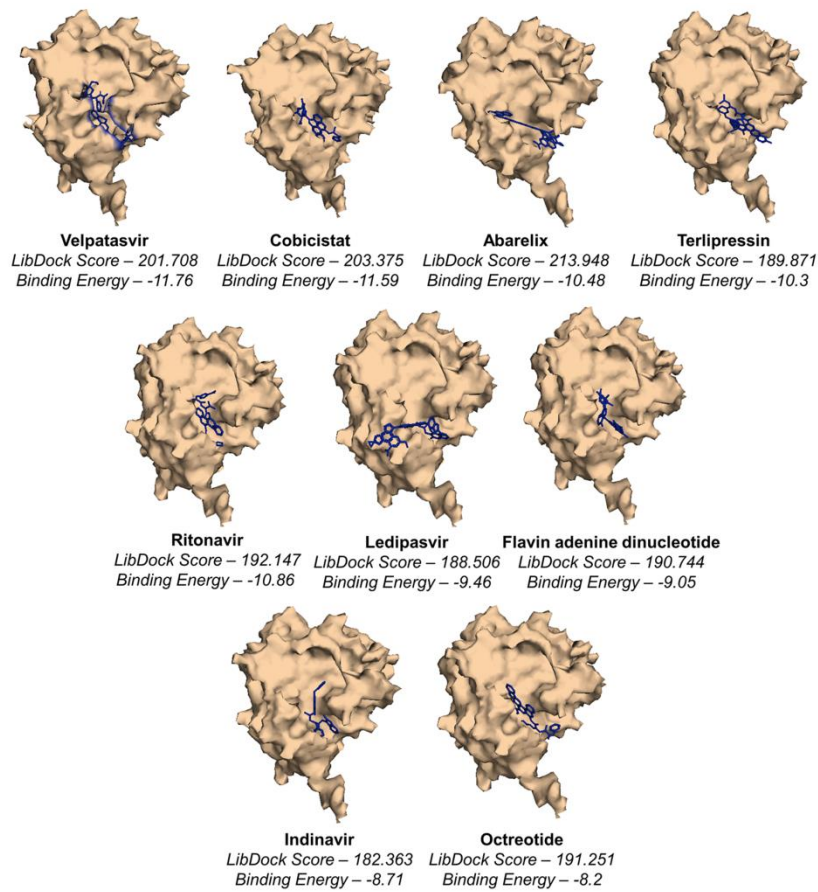 Velpatasvir
LibDock Score – 201.708
Binding Energy – -11.76
Cobicistat
LibDock Score – 203.375
Binding Energy – -11.59
Abarelix
LibDock Score – 213.948
Binding Energy – -10.48
Terlipressin
LibDock Score – 189.871
Binding Energy – -10.3
Ritonavir
LibDock Score – 192.147
Binding Energy – -10.86
Ledipasvir
LibDock Score – 188.506
Binding Energy – -9.46
Flavin adenine dinucleotide
LibDock Score – 190.744
Binding Energy – -9.05
Indinavir
LibDock Score – 182.363
Binding Energy – -8.71
Octreotide
LibDock Score – 191.251
Binding Energy – -8.2